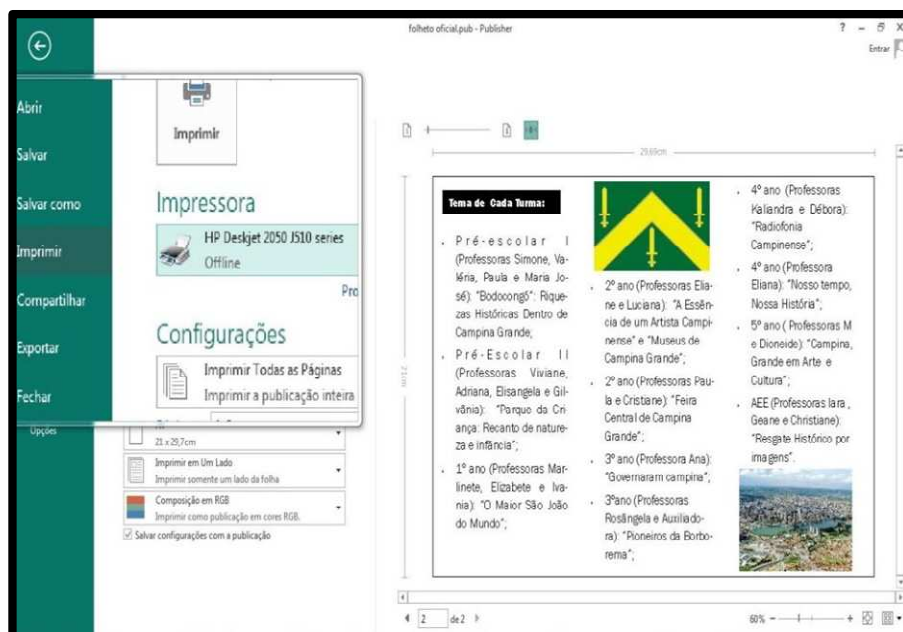 folheto oficial.pub - Publisher
?
Entrar
Abrir
Salvar
Salvar como
Imprimir
Compartilhar
Exportar
Fechar
Opções
Imprimir
Impressora
HP Deskjet 2050 J510 series
Offline
Pro
Configurações
Imprimir Todas as Páginas
Imprimir a publicação inteira
21 x 29,7cm
Imprimir em Um Lado
Imprimir somente um lado da folha
Composição em RGB
Imprimir como publicação em cores RGB.
Salvar configurações com a publicação
29,69cm
21cm
Tema de Cada Turma:
• Pré-escolar I
(Professoras Simone, Va-
léria, Paula e Maria Jo-
sé): "Bodocongó": Rique-
zas Históricas Dentro de
Campina Grande;
• Pré-Escolar II
(Professoras Viviane,
Adriana, Elisangela e Gil-
vânia): "Parque da Cri
ança: Recanto de nature-
za e infância";
• 1º ano (Professoras Mar-
linete, Elizabete e Iva-
nia): "O Maior São João
do Mundo";
• 2º ano (Professoras Elia-
ne e Luciana): "A Essên-
cia de um Artista Campi-
nense" e "Museus de
Campina Grande";
• 2º ano (Professoras Pau-
la e Cristiane): "Feira
Central de Campina
Grande";
• 3º ano (Professora Ana):
"Governaram campina";
• 3ºano (Professoras
Rosângela e Auxiliado-
ra): "Pioneiros da Borbo-
rema";
• 4º ano (Professoras
Kaliandra e Débora):
"Radiofonia
Campinense";
• 4º ano (Professora
Eliana): "Nosso tempo,
Nossa História";
• 5º ano ( Professoras M
e Dioneide): "Campina,
Grande em Arte e
Cultura";
• AEE (Professoras Iara ,
Geane e Christiane):
"Resgate Histórico por
imagens".
2 de 2
60%